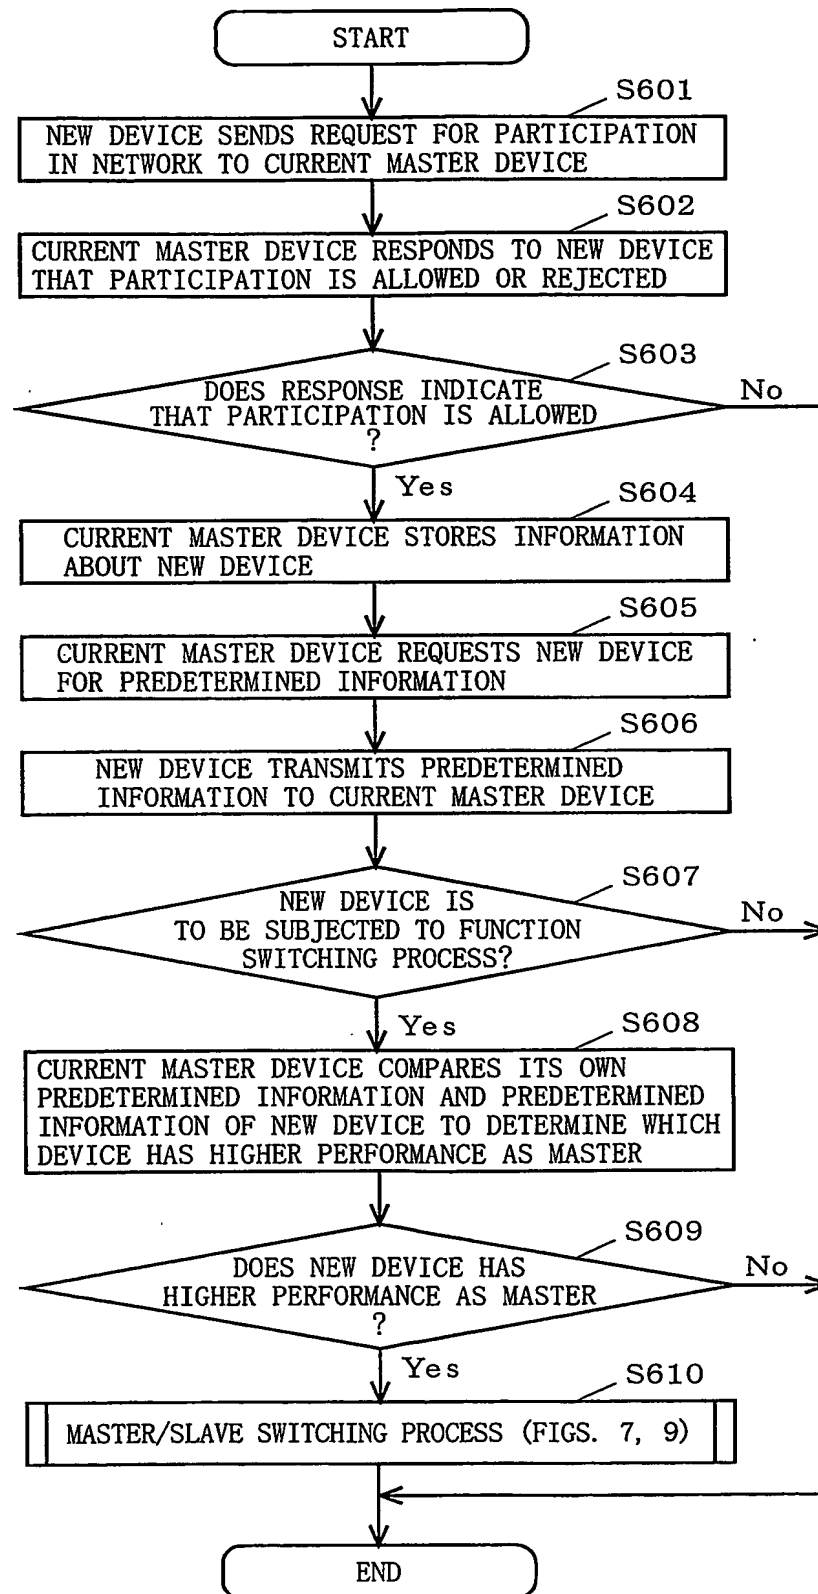 START
S601
NEW DEVICE SENDS REQUEST FOR PARTICIPATION
IN NETWORK TO CURRENT MASTER DEVICE
S602
CURRENT MASTER DEVICE RESPONDS TO NEW DEVICE
THAT PARTICIPATION IS ALLOWED OR REJECTED
S603
DOES RESPONSE INDICATE
THAT PARTICIPATION IS ALLOWED
?
No
Yes
S604
CURRENT MASTER DEVICE STORES INFORMATION
ABOUT NEW DEVICE
S605
CURRENT MASTER DEVICE REQUESTS NEW DEVICE
FOR PREDETERMINED INFORMATION
S606
NEW DEVICE TRANSMITS PREDETERMINED
INFORMATION TO CURRENT MASTER DEVICE
S607
NEW DEVICE IS
TO BE SUBJECTED TO FUNCTION
SWITCHING PROCESS?
No
Yes
S608
CURRENT MASTER DEVICE COMPARES ITS OWN
PREDETERMINED INFORMATION AND PREDETERMINED
INFORMATION OF NEW DEVICE TO DETERMINE WHICH
DEVICE HAS HIGHER PERFORMANCE AS MASTER
S609
DOES NEW DEVICE HAS
HIGHER PERFORMANCE AS MASTER
?
No
Yes
S610
MASTER/SLAVE SWITCHING PROCESS (FIGS. 7, 9)
END